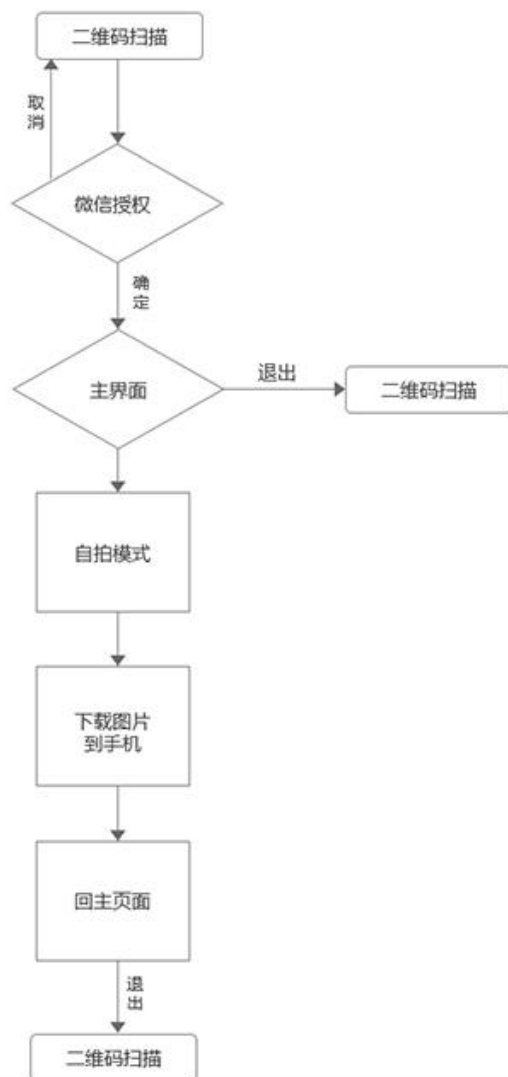 二维码扫描
取消
微信授权
确定
主界面
退出
二维码扫描
自拍模式
下载图片
到手机
回主页面
退出
二维码扫描